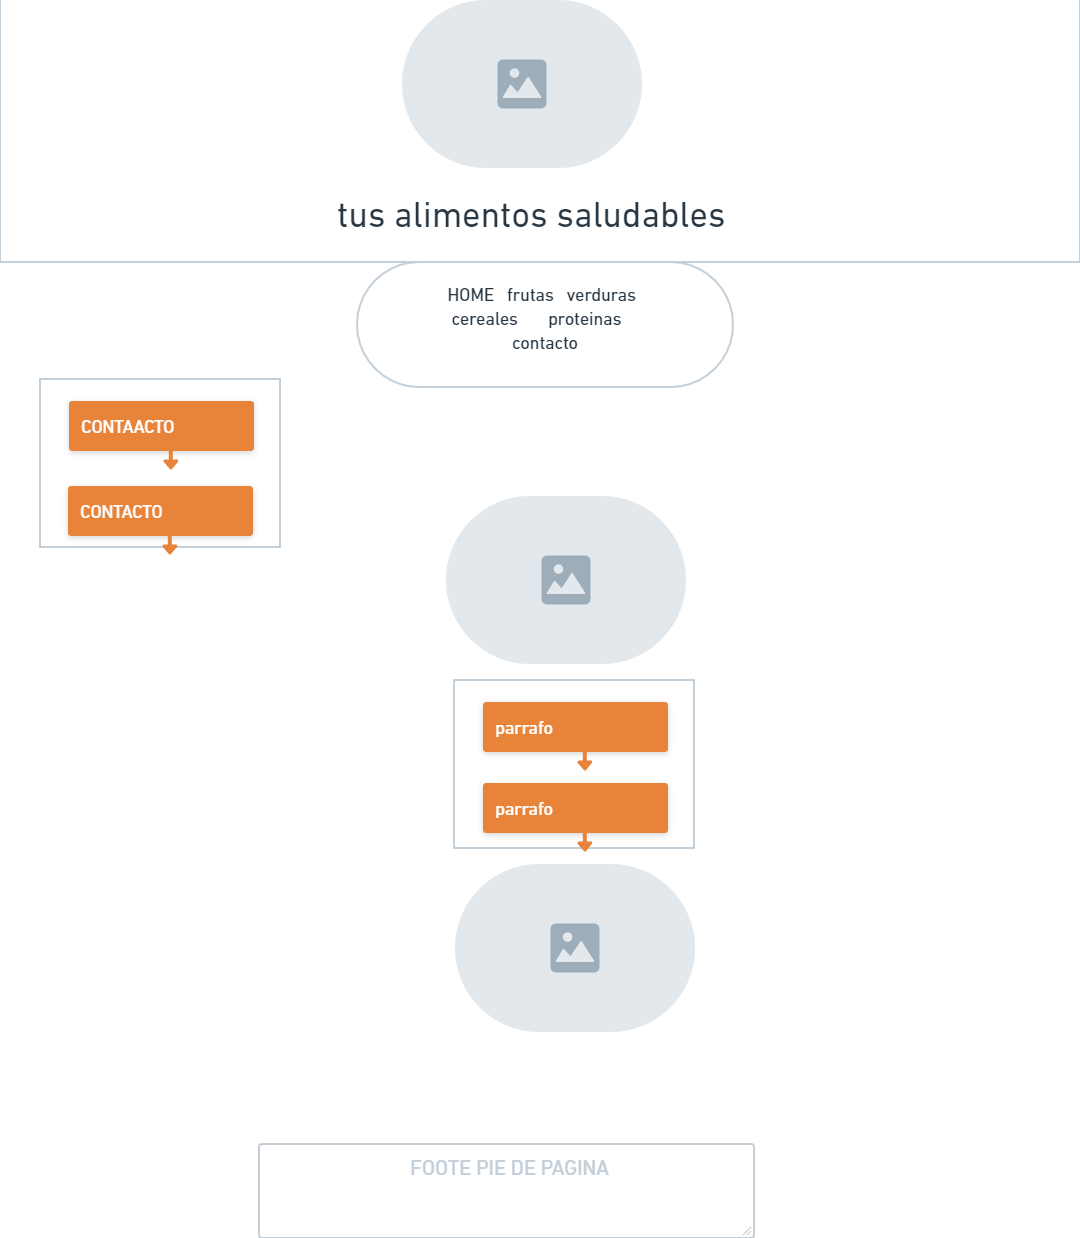 tus alimentos saludables
HOME frutas verduras
cereales proteinas
contacto
CONTAACTO
CONTACTO
parrafo
parrafo
FOOTE PIE DE PAGINA